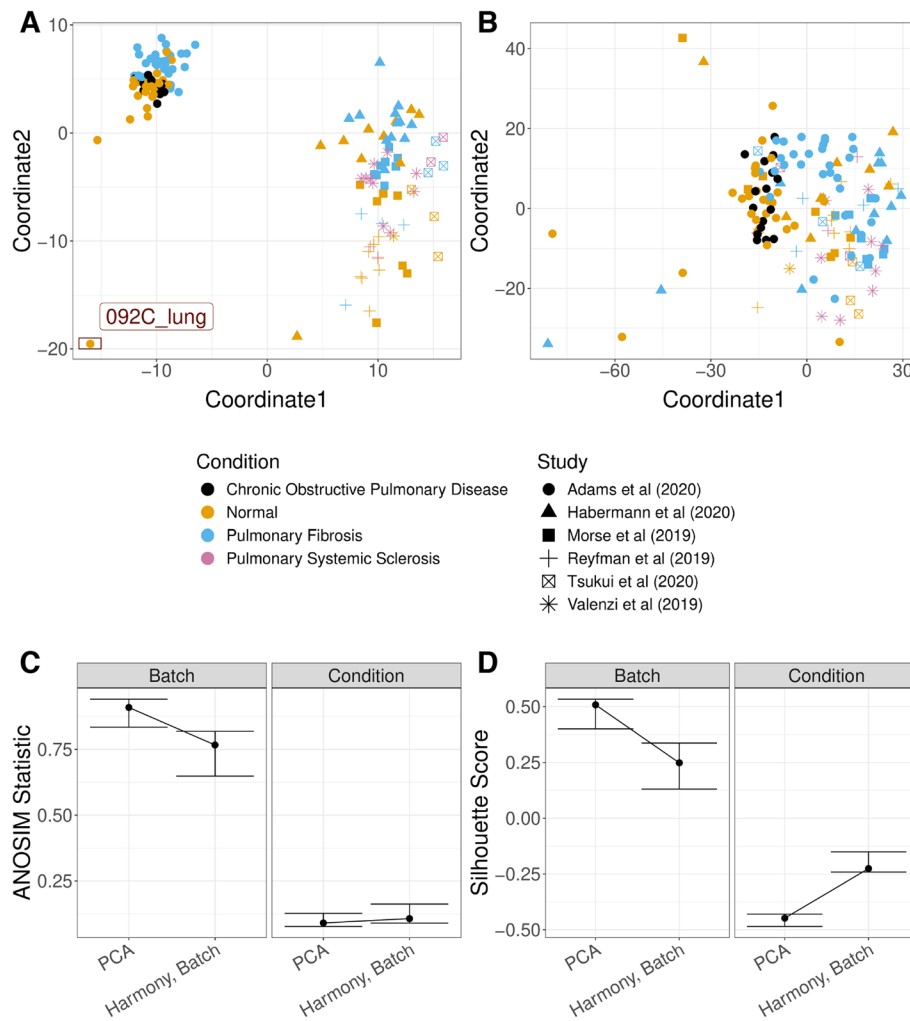 A
B
10
0
−10
−20
Coordinate2
092C_lung
−10
0
10
Coordinate1
40
20
0
−20
Coordinate2
−60
−30
0
30
Coordinate1
Condition
Chronic Obstructive Pulmonary Disease
Normal
Pulmonary Fibrosis
Pulmonary Systemic Sclerosis
Study
Adams et al (2020)
Habermann et al (2020)
Morse et al (2019)
Reyfman et al (2019)
Tsukui et al (2020)
Valenzi et al (2019)
C
Batch
Condition
ANOSIM Statistic
0.75
0.50
0.25
PCA
Harmony, Batch
PCA
Harmony, Batch
D
Batch
Condition
Silhouette Score
0.50
0.25
0.00
−0.25
−0.50
PCA
Harmony, Batch
PCA
Harmony, Batch